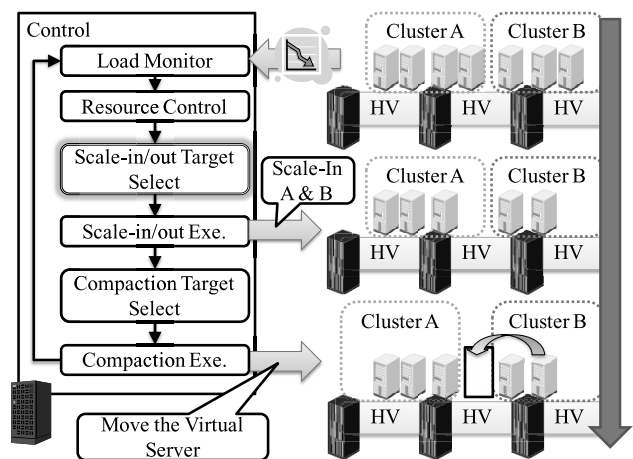 Control
Load Monitor
Resource Control
Scale-in/out Target
Select
Scale-in/out Exe.
Compaction Target
Select
Compaction Exe.
Scale-In
A & B
Move the Virtual
Server
Cluster A
Cluster B
HV
HV
HV
Cluster A
Cluster B
HV
HV
HV
Cluster A
Cluster B
HV
HV
HV